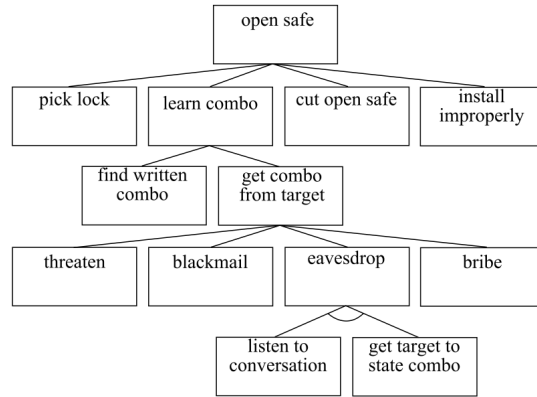 open safe
pick lock
learn combo
cut open safe
install
improperly
find written
combo
get combo
from target
threaten
blackmail
eavesdrop
bribe
listen to
conversation
get target to
state combo